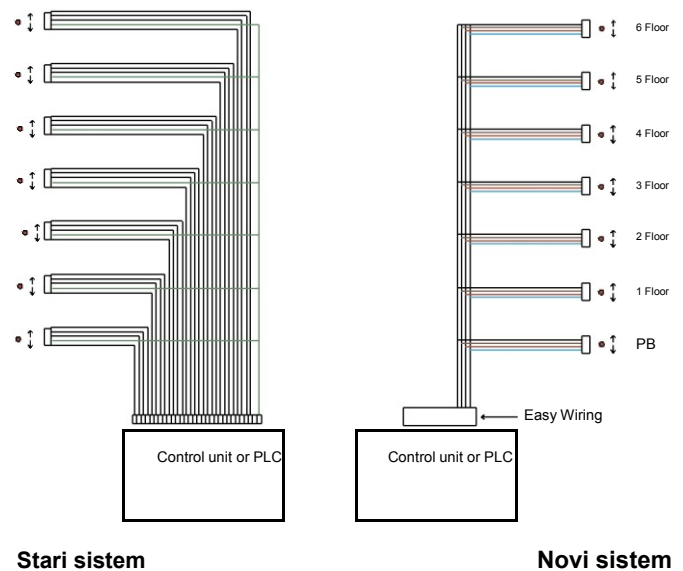 6 Floor
5 Floor
4 Floor
3 Floor
2 Floor
1 Floor
PB
Easy Wiring
Control unit or PLC
Control unit or PLC
Stari sistem
Novi sistem